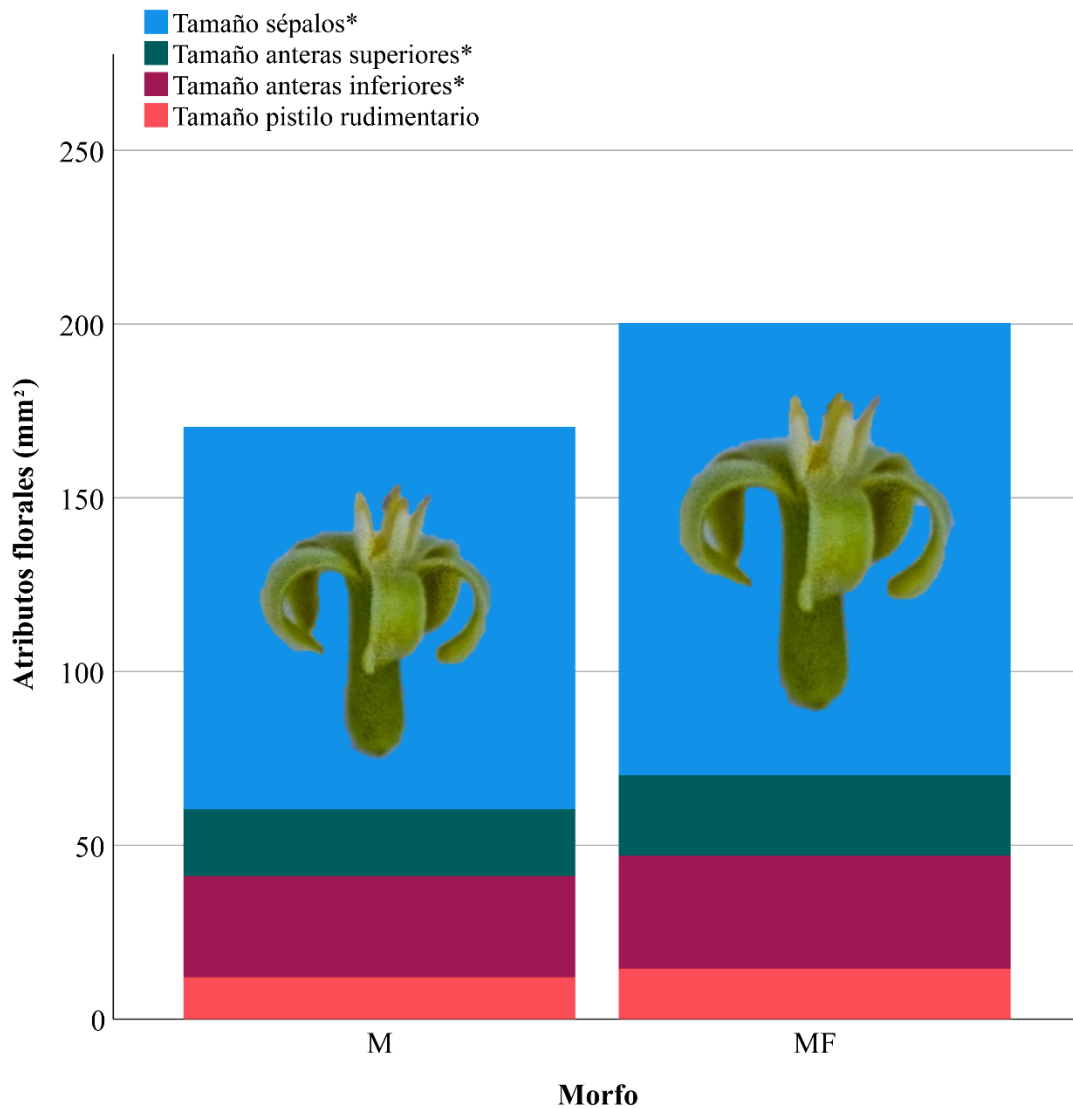 Tamaño sépalos*
Tamaño anteras superiores*
Tamaño anteras inferiores*
Tamaño pistilo rudimentario
250
200
150
100
50
0
Atributos florales (mm²)
M
MF
Morfo